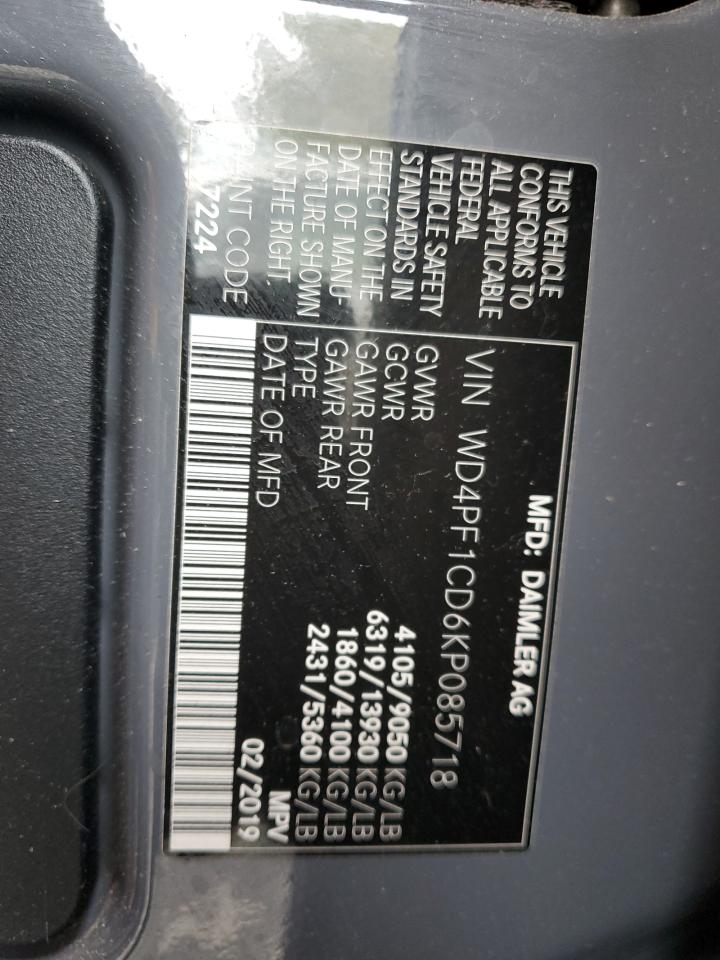 THIS VEHICLE
CONFORMS TO
ALL APPLICABLE
FEDERAL
VEHICLE SAFETY
STANDARDS IN
EFFECT ON THE
DATE OF MANU-
FACTURE SHOWN
ON THE RIGHT
PAINT CODE
7224
MFD: DAIMLER AG
VIN WD4PF1CD6KP085718
GVWR 4105/9050 KG/LB
GCWR 6319/13930 KG/LB
GAWR FRONT 1860/4100 KG/LB
GAWR REAR 2431/5360 KG/LB
TYPE MPV
DATE OF MFD 02/2019